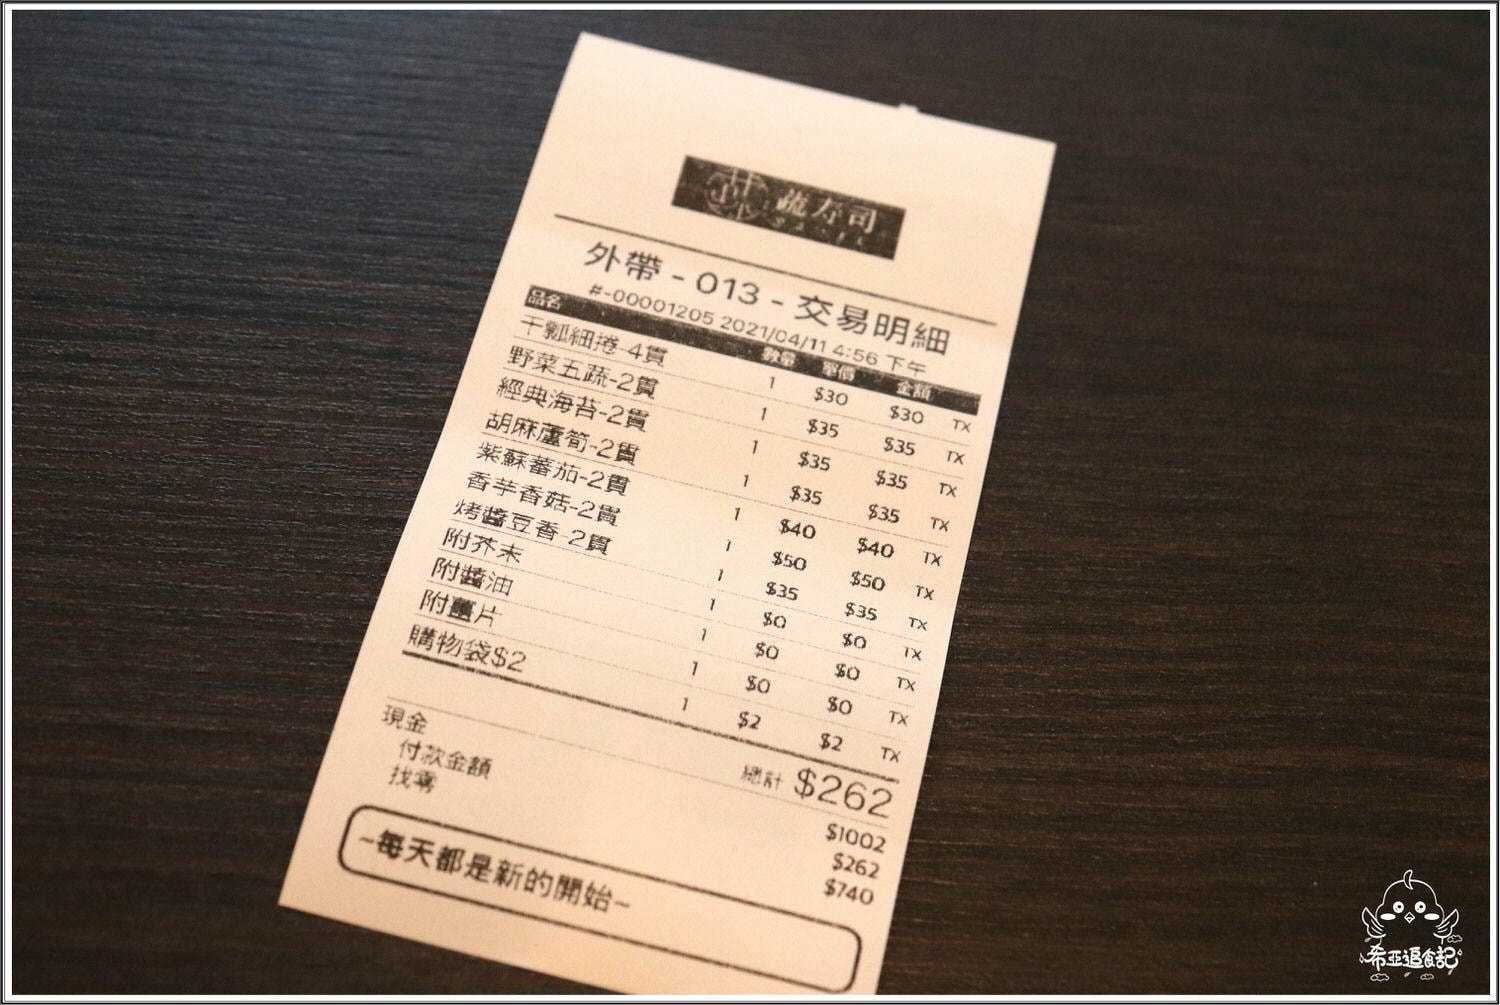 蔬寿司
外帶 - 013 - 交易明細
#-00001205 2021/04/11 4:56 下午
品名 數量 單價 金額
干瓢細捲-4貫 1 $30 $30 TX
野菜五蔬-2貫 1 $35 $35 TX
經典海苔-2貫 1 $35 $35 TX
胡麻蘆筍-2貫 1 $35 $35 TX
紫蘇蕃茄-2貫 1 $40 $40 TX
香芋香菇-2貫 1 $50 $50 TX
烤醬豆香-2貫 1 $35 $35 TX
附芥末 1 $0 $0 TX
附醬油 1 $0 $0 TX
附薑片 1 $0 $0 TX
購物袋$2 1 $2 $2 TX
總計 $262
現金 $1002
付款金額 $262
找零 $740
~每天都是新的開始~
希亞追食記